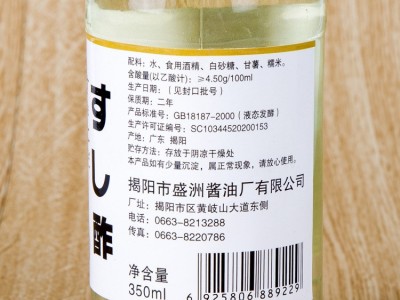 配料：水、食用酒精、白砂糖、甘薯、糯米。
含酸量(以乙酸计)：≥4.50g/100ml
生产日期：（见封口批号）
保质期：二年
产品标准号：GB18187-2000（液态发酵）
生产许可证编号：SC10344520200153
产地：广东 揭阳
贮存方法：存放于阴凉干燥处
本产品如有少量沉淀，属正常现象，请放心使用。
揭阳市盛洲酱油厂有限公司
厂址：揭阳市区黄岐山大道东侧
电话：0663-8213288
传真：0663-8220786
净含量
350ml
6 925806 889229
すし酢